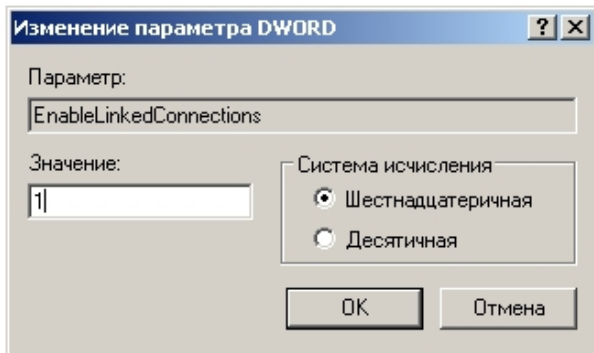 Изменение параметра DWORD
Параметр:
EnableLinkedConnections
Значение:
1
Система исчисления
Шестнадцатеричная
Десятичная
OK
Отмена